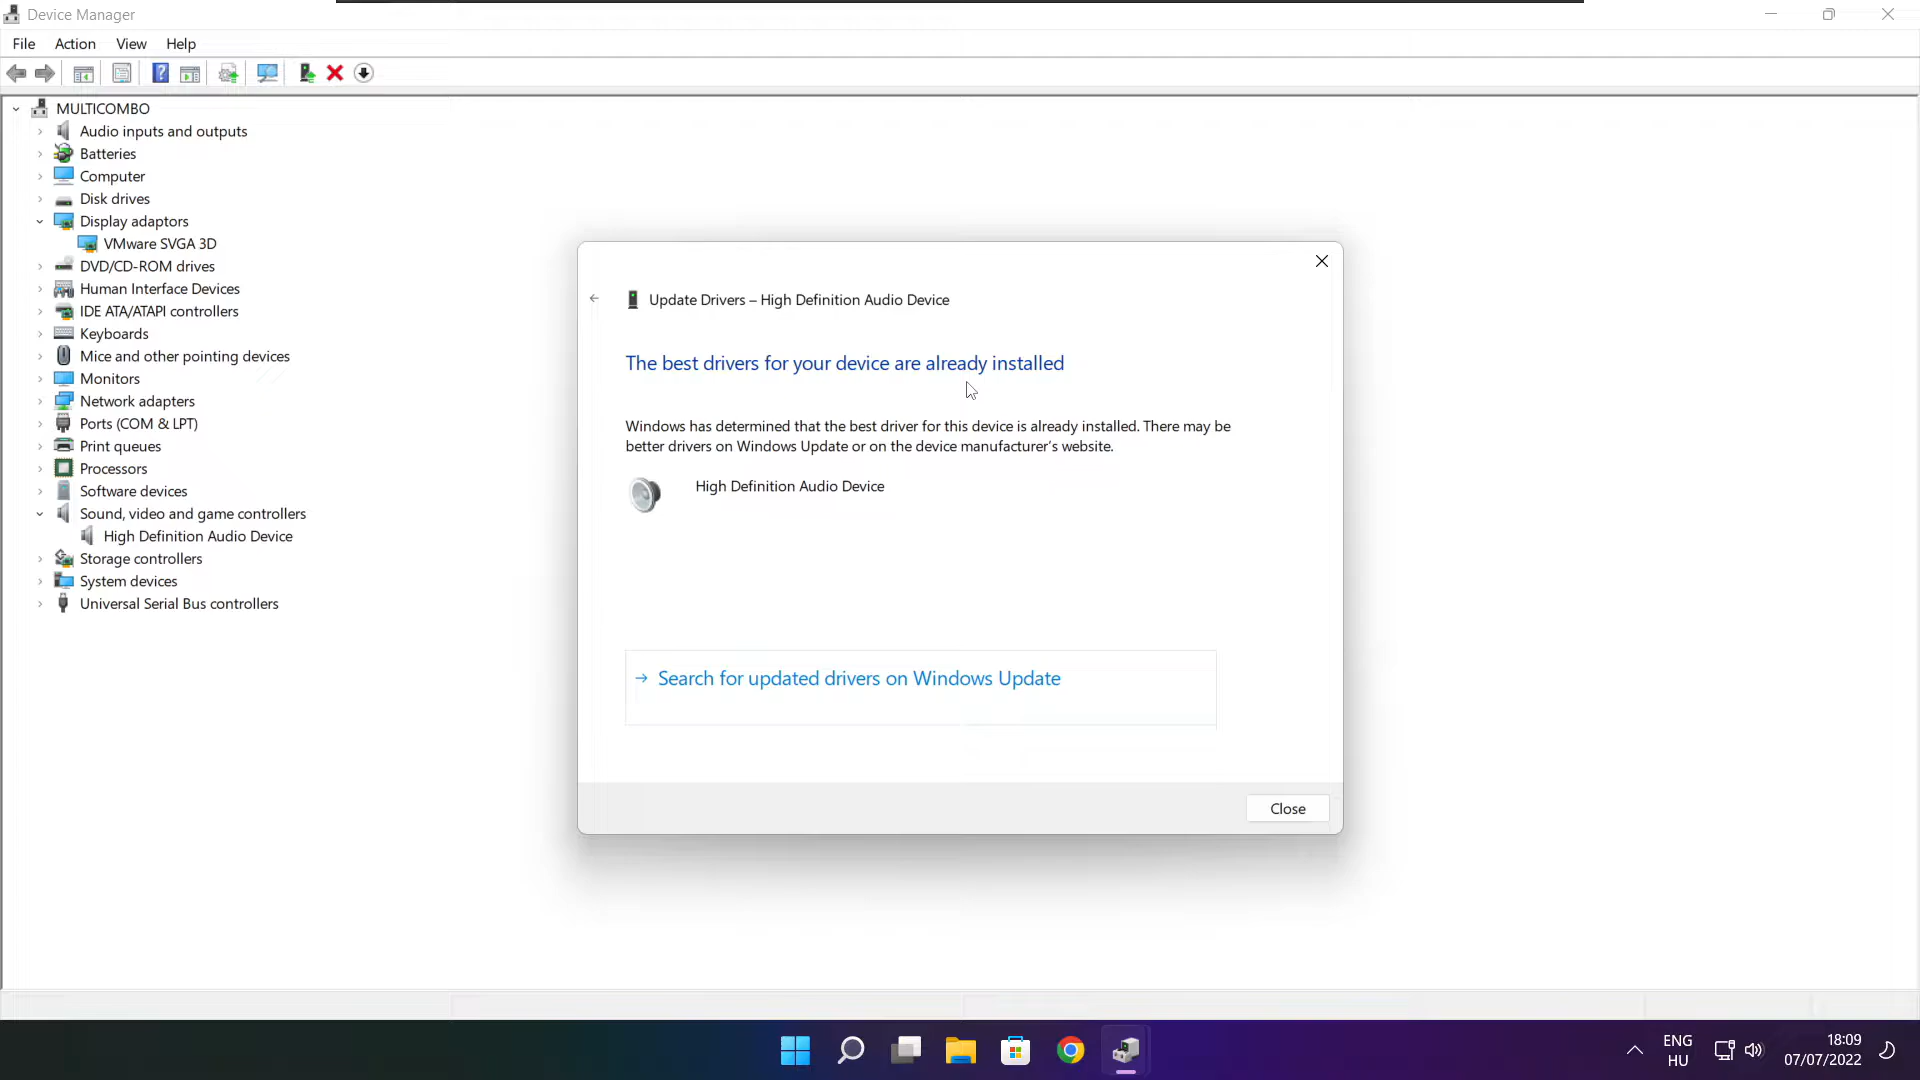 Device Manager
File Action View Help
MULTICOMBO
Audio inputs and outputs
Batteries
Computer
Disk drives
Display adaptors
VMware SVGA 3D
DVD/CD-ROM drives
Human Interface Devices
IDE ATA/ATAPI controllers
Keyboards
Mice and other pointing devices
Monitors
Network adapters
Ports (COM & LPT)
Print queues
Processors
Software devices
Sound, video and game controllers
High Definition Audio Device
Storage controllers
System devices
Universal Serial Bus controllers
Update Drivers – High Definition Audio Device
The best drivers for your device are already installed
Windows has determined that the best driver for this device is already installed. There may be
better drivers on Windows Update or on the device manufacturer’s website.
High Definition Audio Device
Search for updated drivers on Windows Update
Close
ENG
HU
18:09
07/07/2022